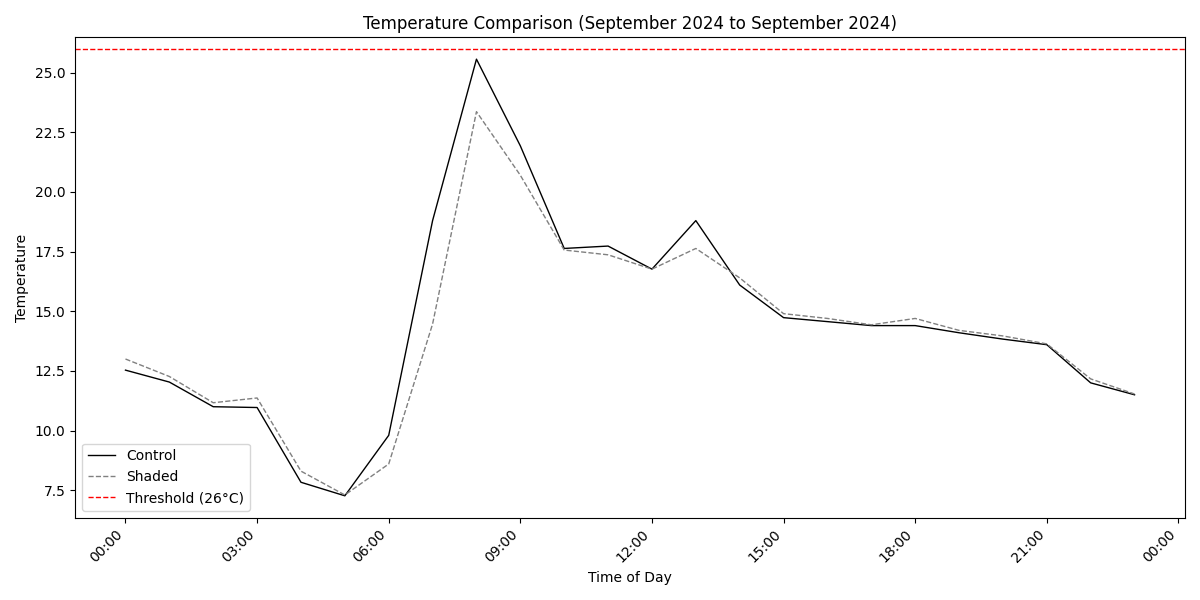 Temperature Comparison (September 2024 to September 2024)
Temperature
25.0
22.5
20.0
17.5
15.0
12.5
10.0
7.5
Control
Shaded
Threshold (26°C)
00:00
03:00
06:00
09:00
12:00
15:00
18:00
21:00
00:00
Time of Day